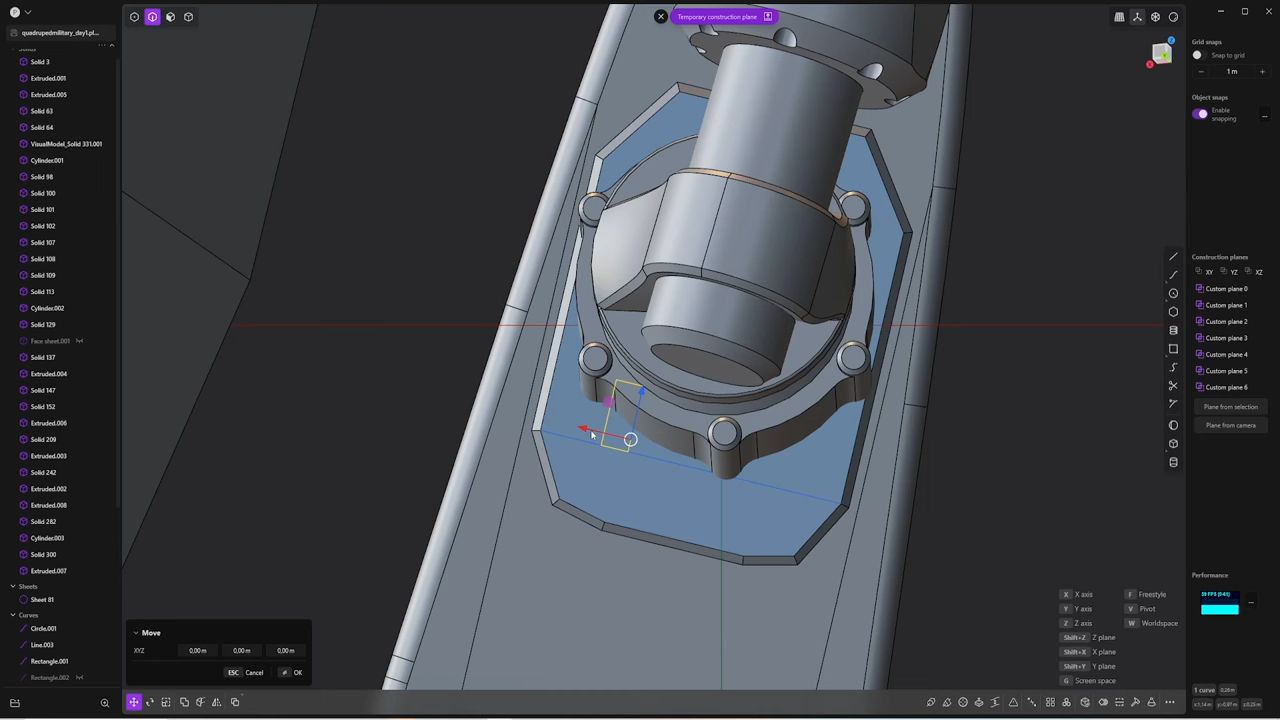 quadrupedmilitary_day1.pl...
Temporary construction plane
Solids
Solid 3
Extruded.001
Extruded.005
Solid 63
Solid 64
VisualModel_Solid 331.001
Cylinder.001
Solid 98
Solid 100
Solid 101
Solid 102
Solid 107
Solid 108
Solid 109
Solid 113
Cylinder.002
Solid 129
Face sheet.001
Solid 137
Extruded.004
Solid 147
Solid 152
Extruded.006
Solid 209
Extruded.003
Solid 242
Extruded.002
Extruded.008
Solid 282
Cylinder.003
Solid 300
Extruded.007
Sheets
Sheet 81
Curves
Circle.001
Line.003
Rectangle.001
Rectangle.002
Move
XYZ 0,00 m 0,00 m 0,00 m
ESC Cancel OK
X X axis F Freestyle
Y Y axis V Pivot
Z Z axis W Worldspace
Shift+Z Z plane
Shift+X X plane
Shift+Y Y plane
G Screen space
Grid snaps
Snap to grid
1 m
Object snaps
Enable snapping
Construction planes
XY YZ XZ
Custom plane 0
Custom plane 1
Custom plane 2
Custom plane 3
Custom plane 4
Custom plane 5
Custom plane 6
Plane from selection
Plane from camera
Performance
1 curve